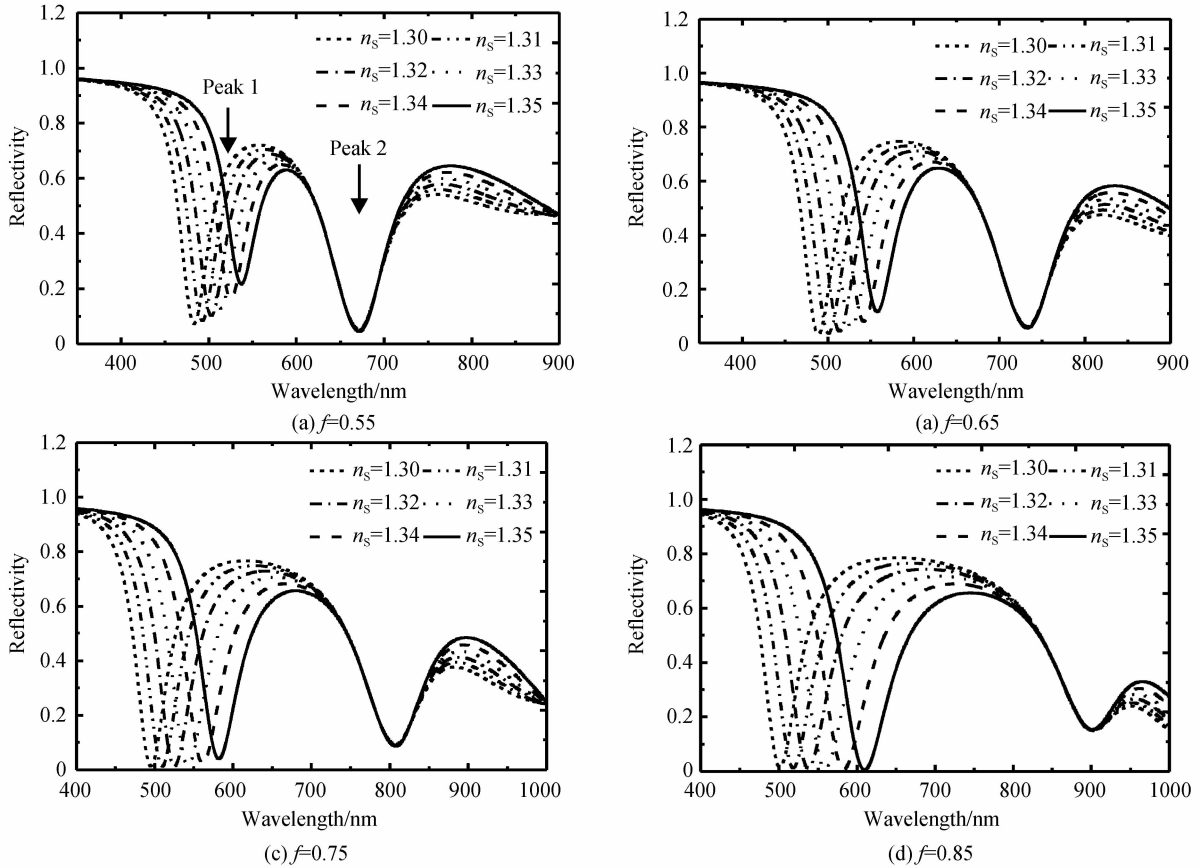 1.2
1.0
0.8
0.6
0.4
0.2
0
Reflectivity
nS=1.30 nS=1.31
nS=1.32 nS=1.33
nS=1.34 nS=1.35
Peak 1
Peak 2
400 500 600 700 800 900
Wavelength/nm
(a) f=0.55
1.2
1.0
0.8
0.6
0.4
0.2
0
Reflectivity
nS=1.30 nS=1.31
nS=1.32 nS=1.33
nS=1.34 nS=1.35
400 500 600 700 800 900
Wavelength/nm
(a) f=0.65
1.2
1.0
0.8
0.6
0.4
0.2
0
Reflectivity
nS=1.30 nS=1.31
nS=1.32 nS=1.33
nS=1.34 nS=1.35
400 500 600 700 800 900 1000
Wavelength/nm
(c) f=0.75
1.2
1.0
0.8
0.6
0.4
0.2
0
Reflectivity
nS=1.30 nS=1.31
nS=1.32 nS=1.33
nS=1.34 nS=1.35
400 500 600 700 800 900 1000
Wavelength/nm
(d) f=0.85